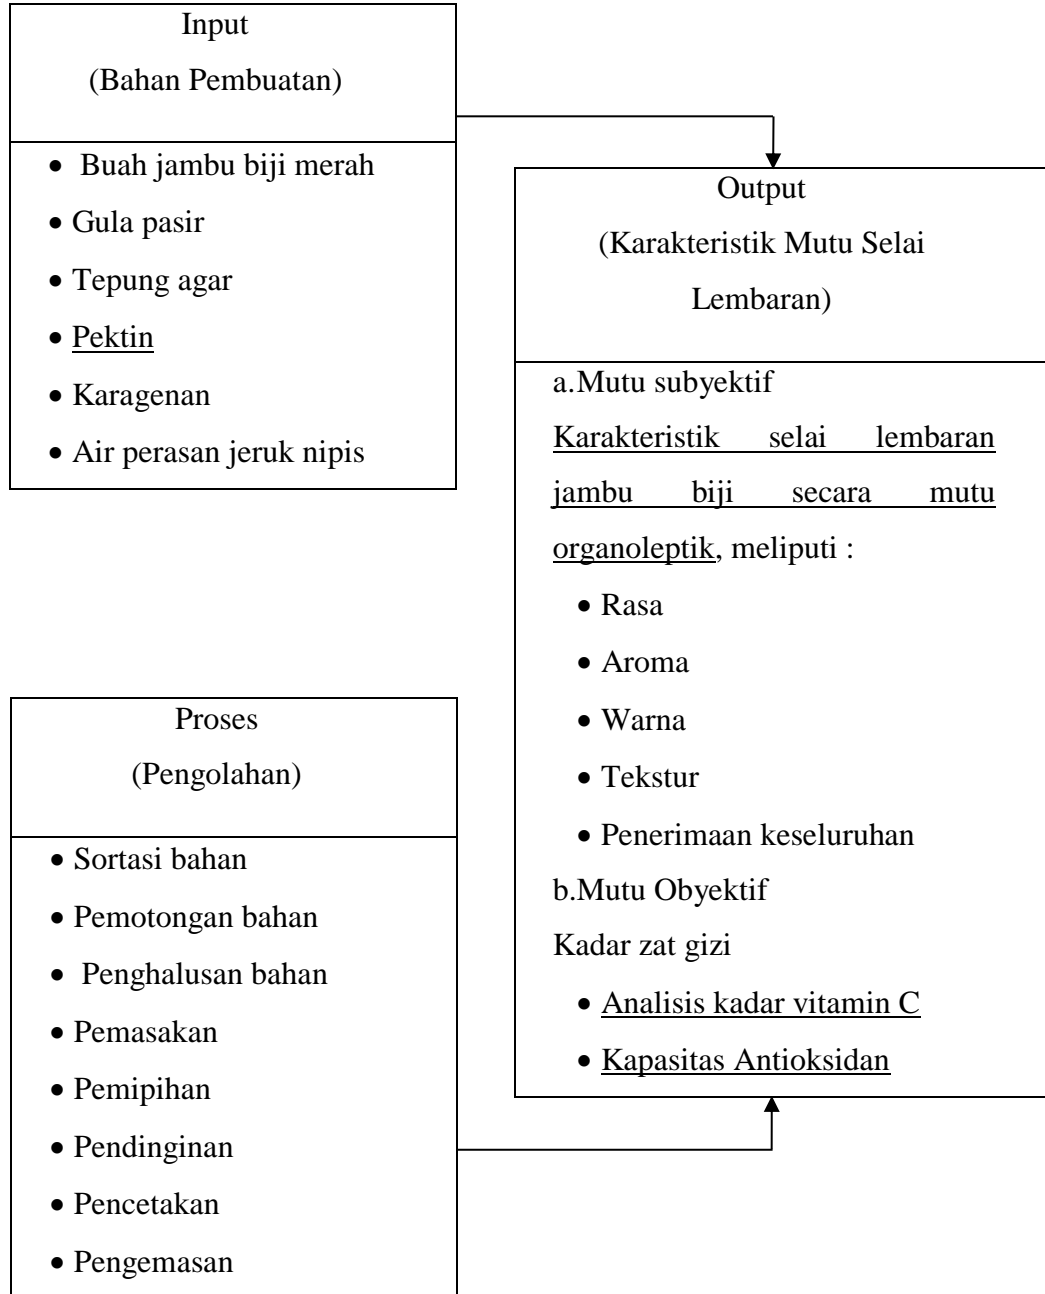 Input
(Bahan Pembuatan)
• Buah jambu biji merah
• Gula pasir
• Tepung agar
• Pektin
• Karagenan
• Air perasan jeruk nipis
Output
(Karakteristik Mutu Selai
Lembaran)
a.Mutu subyektif
Karakteristik selai lembaran
jambu biji secara mutu
organoleptik, meliputi :
• Rasa
• Aroma
• Warna
• Tekstur
• Penerimaan keseluruhan
b.Mutu Obyektif
Kadar zat gizi
• Analisis kadar vitamin C
• Kapasitas Antioksidan
Proses
(Pengolahan)
• Sortasi bahan
• Pemotongan bahan
• Penghalusan bahan
• Pemasakan
• Pemipihan
• Pendinginan
• Pencetakan
• Pengemasan